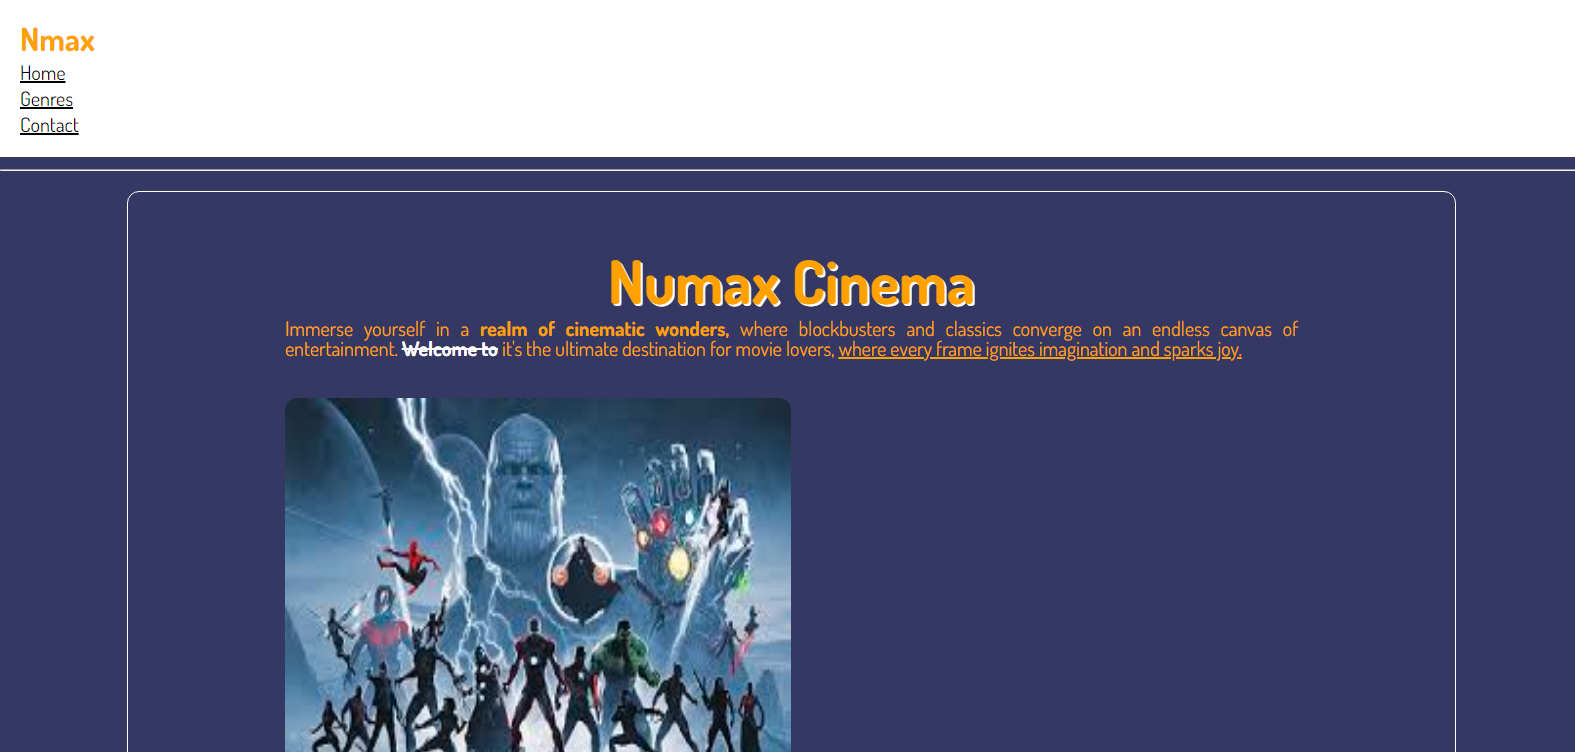 Nmax
Home
Genres
Contact
Numax Cinema
Immerse yourself in a realm of cinematic wonders, where blockbusters and classics converge on an endless canvas of
entertainment. Welcome to it's the ultimate destination for movie lovers, where every frame ignites imagination and sparks joy.